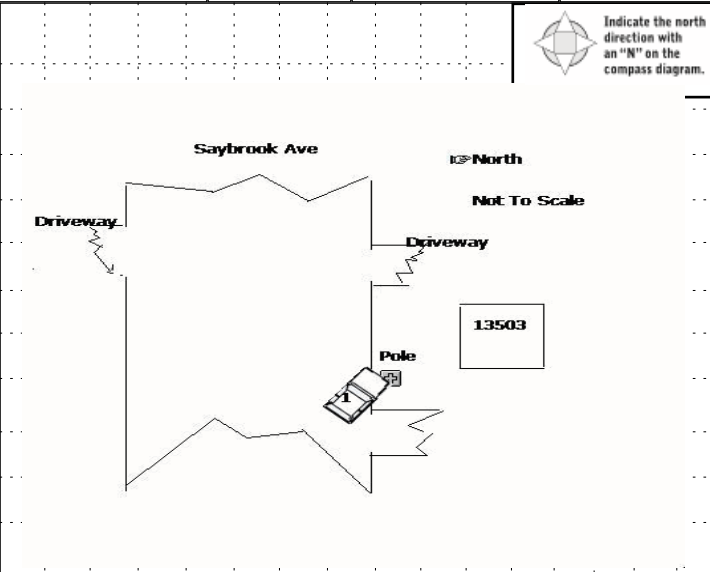 Indicate the north
direction with
an “N” on the
compass diagram.
Saybrook Ave
☞North
Not To Scale
Driveway
Driveway
13503
Pole
1